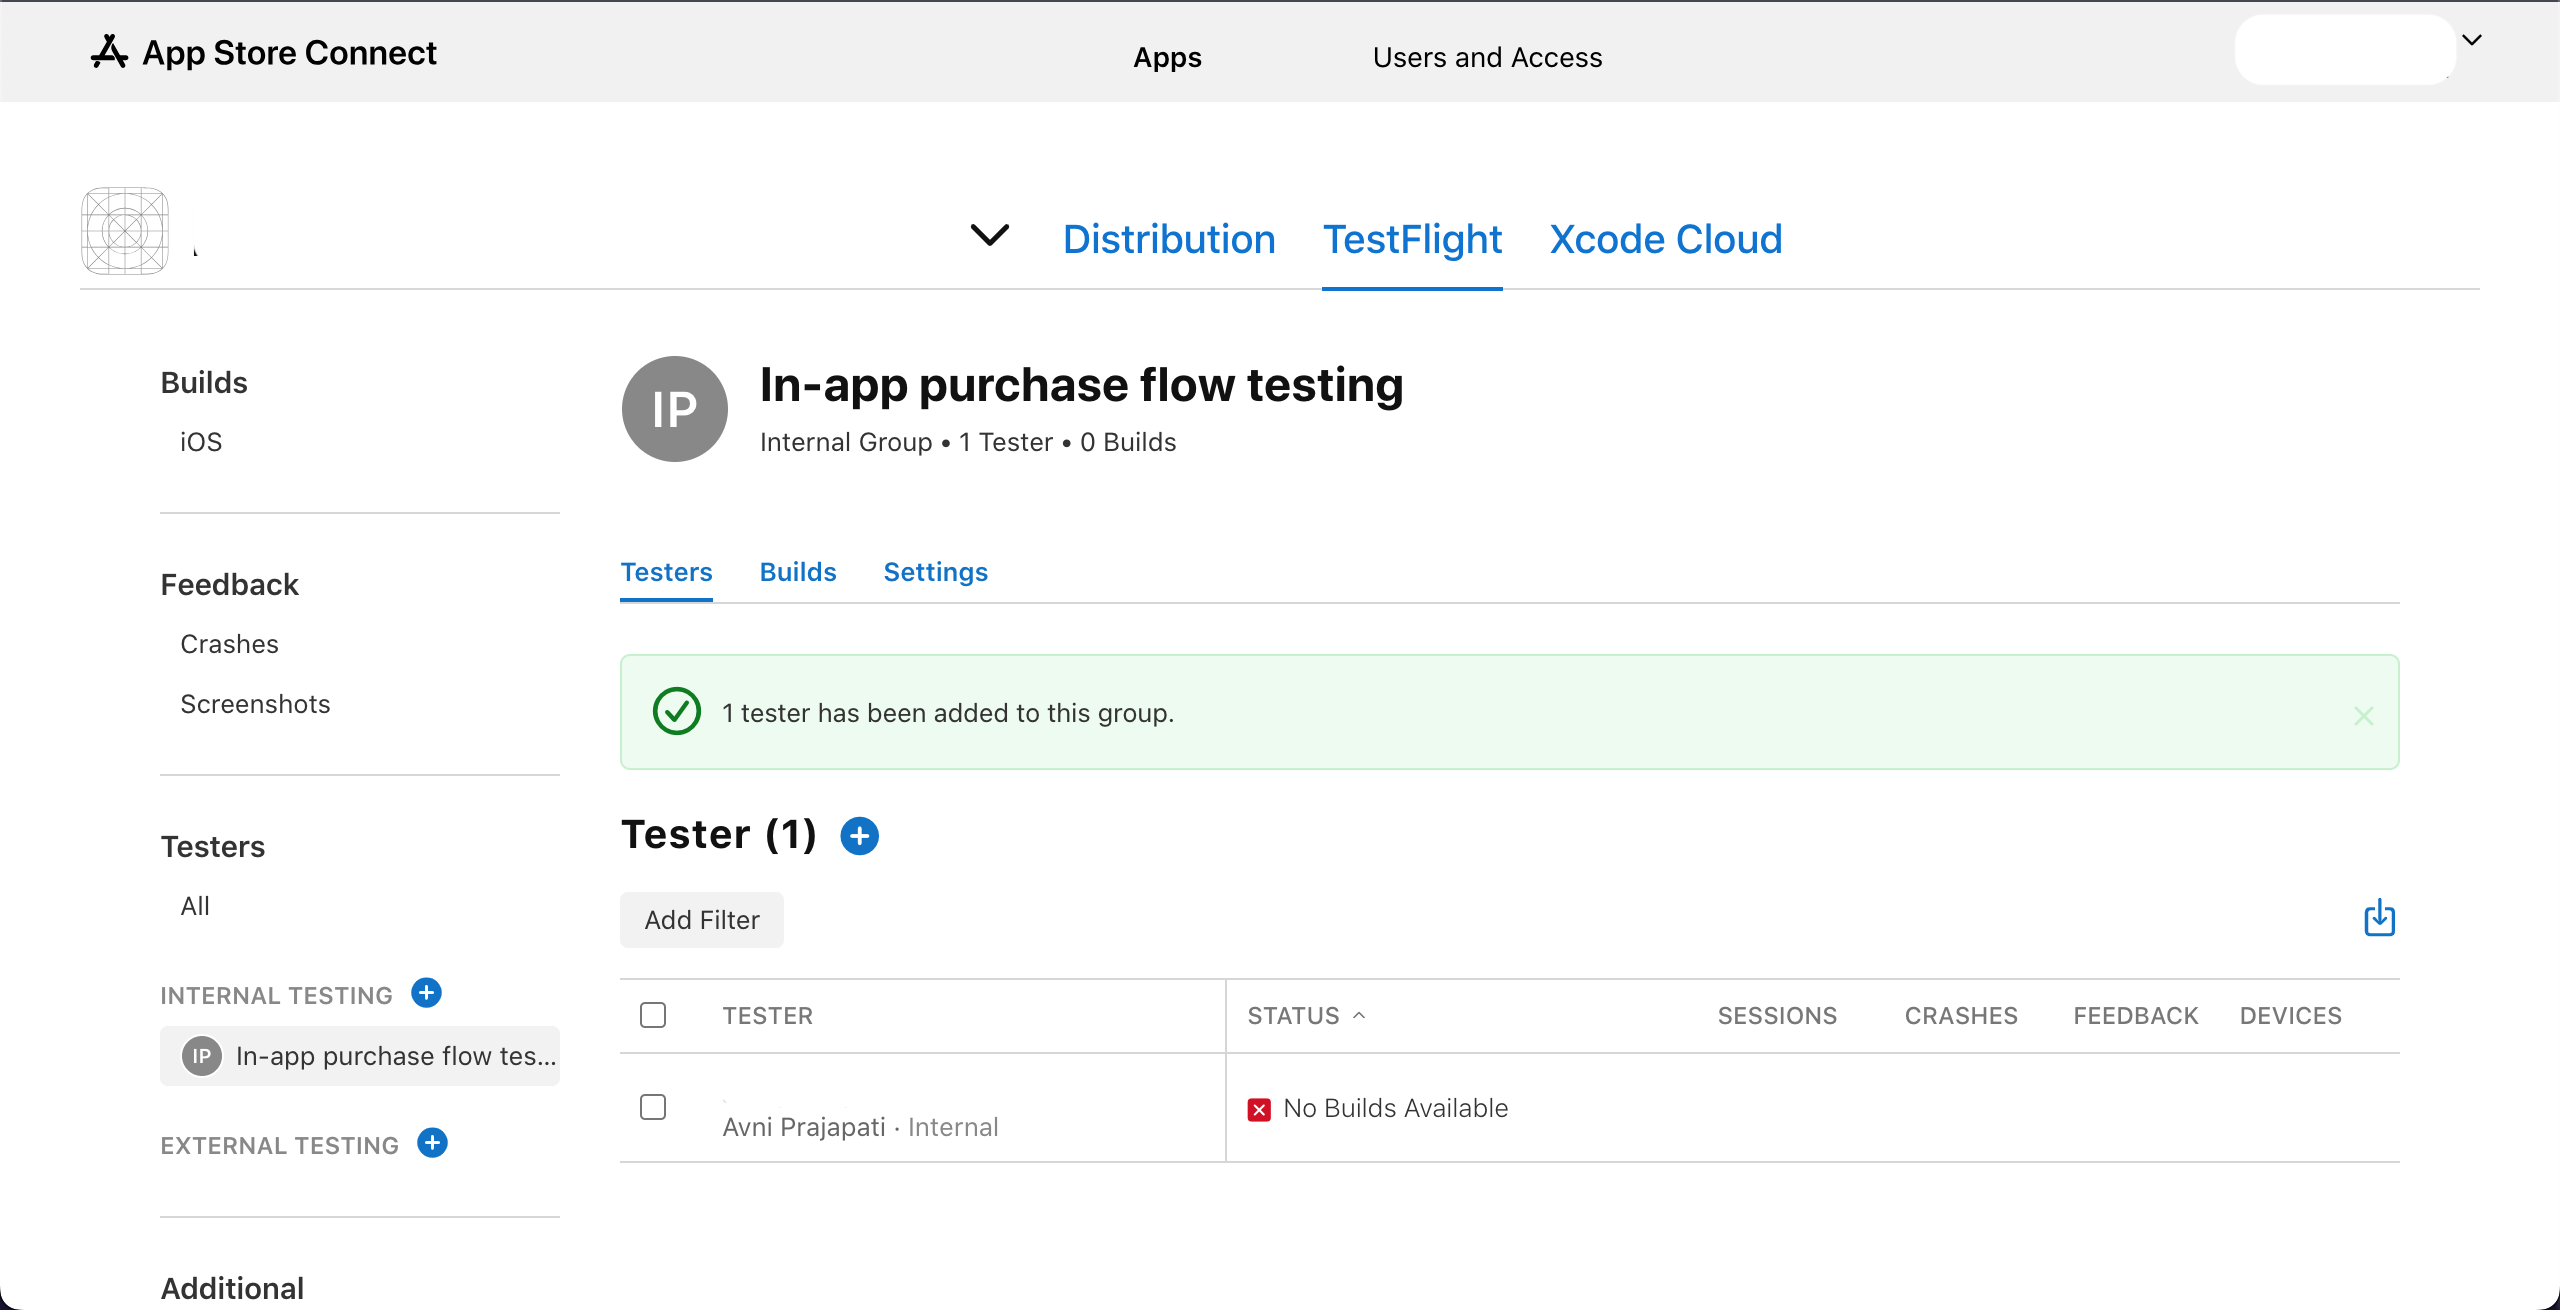 App Store Connect
Apps
Users and Access
Distribution
TestFlight
Xcode Cloud
Builds
iOS
Feedback
Crashes
Screenshots
Testers
All
INTERNAL TESTING
IP In-app purchase flow tes...
EXTERNAL TESTING
Additional
IP
In-app purchase flow testing
Internal Group • 1 Tester • 0 Builds
Testers
Builds
Settings
1 tester has been added to this group.
Tester (1)
Add Filter
TESTER
STATUS
SESSIONS
CRASHES
FEEDBACK
DEVICES
Avni Prajapati · Internal
No Builds Available